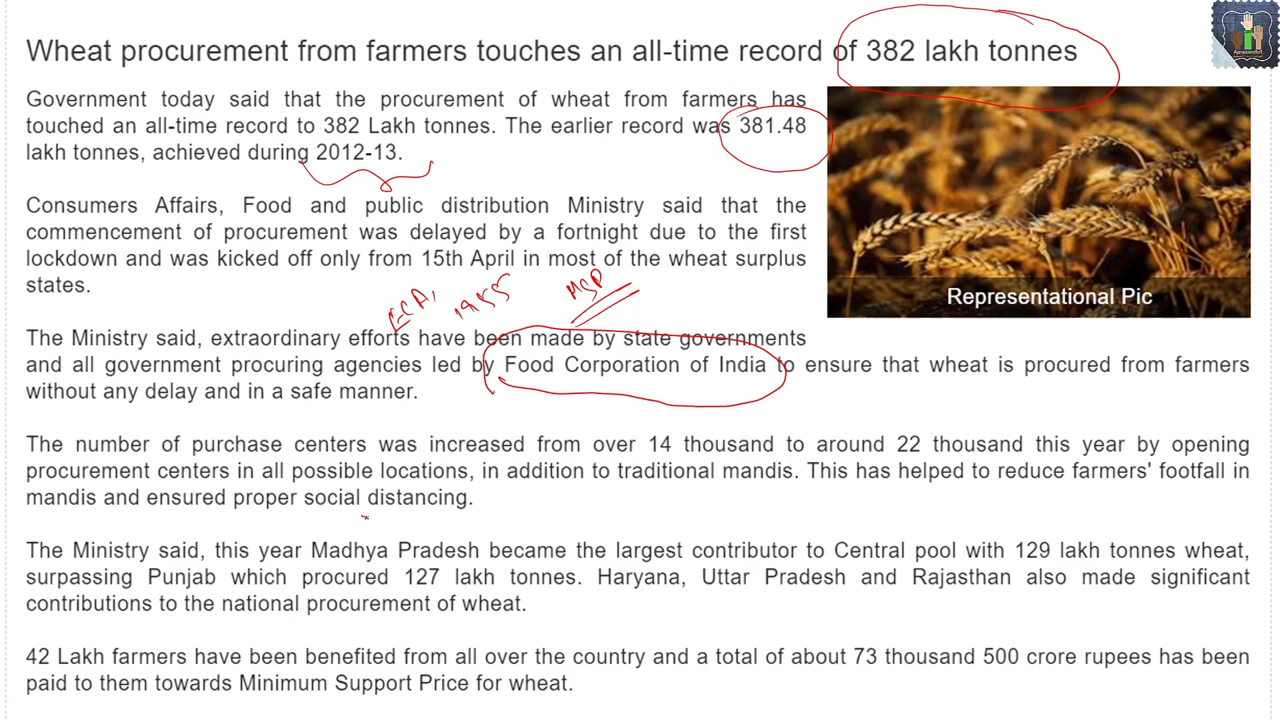 Wheat procurement from farmers touches an all-time record of 382 lakh tonnes
Government today said that the procurement of wheat from farmers has
touched an all-time record to 382 Lakh tonnes. The earlier record was 381.48
lakh tonnes, achieved during 2012-13.
Consumers Affairs, Food and public distribution Ministry said that the
commencement of procurement was delayed by a fortnight due to the first
lockdown and was kicked off only from 15th April in most of the wheat surplus
states.
Representational Pic
ECA, 1955
MSP
The Ministry said, extraordinary efforts have been made by state governments
and all government procuring agencies led by Food Corporation of India to ensure that wheat is procured from farmers
without any delay and in a safe manner.
The number of purchase centers was increased from over 14 thousand to around 22 thousand this year by opening
procurement centers in all possible locations, in addition to traditional mandis. This has helped to reduce farmers' footfall in
mandis and ensured proper social distancing.
The Ministry said, this year Madhya Pradesh became the largest contributor to Central pool with 129 lakh tonnes wheat,
surpassing Punjab which procured 127 lakh tonnes. Haryana, Uttar Pradesh and Rajasthan also made significant
contributions to the national procurement of wheat.
42 Lakh farmers have been benefited from all over the country and a total of about 73 thousand 500 crore rupees has been
paid to them towards Minimum Support Price for wheat.